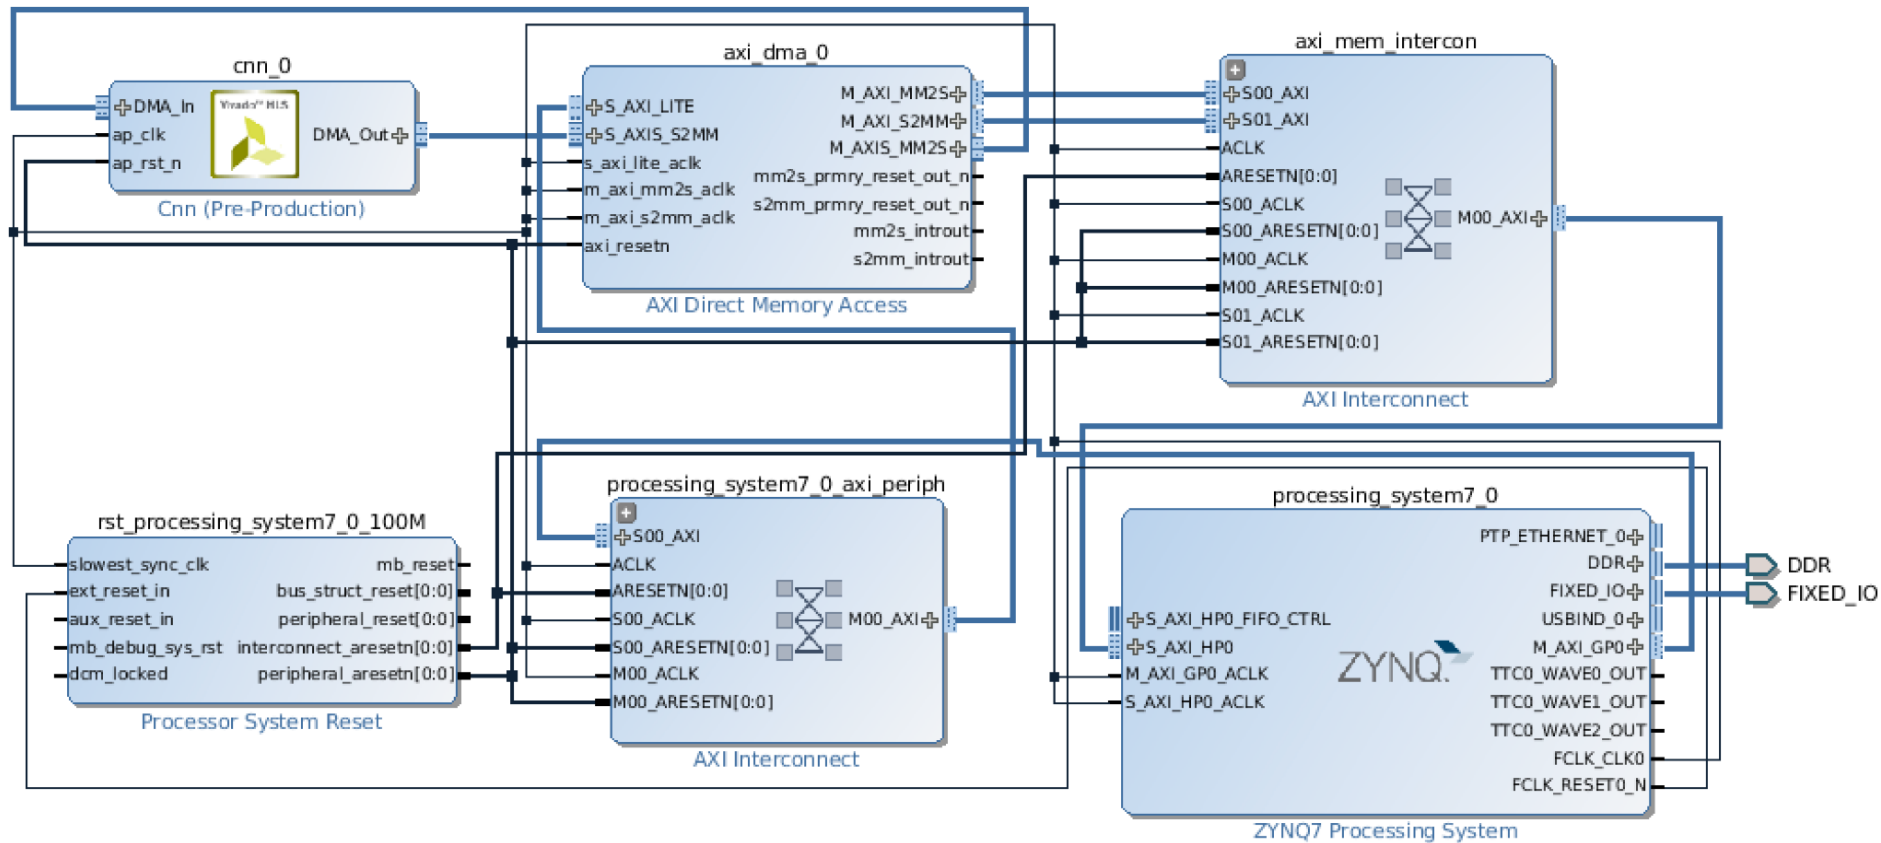 cnn_0
DMA_In
ap_clk
ap_rst_n
Vivado™ HLS
DMA_Out
Cnn (Pre-Production)
axi_dma_0
S_AXI_LITE
S_AXIS_S2MM
s_axi_lite_aclk
m_axi_mm2s_aclk
m_axi_s2mm_aclk
axi_resetn
M_AXI_MM2S
M_AXI_S2MM
M_AXIS_MM2S
mm2s_prmry_reset_out_n
s2mm_prmry_reset_out_n
mm2s_introut
s2mm_introut
AXI Direct Memory Access
axi_mem_intercon
S00_AXI
S01_AXI
ACLK
ARESETN[0:0]
S00_ACLK
S00_ARESETN[0:0]
M00_ACLK
M00_ARESETN[0:0]
S01_ACLK
S01_ARESETN[0:0]
M00_AXI
AXI Interconnect
rst_processing_system7_0_100M
slowest_sync_clk
ext_reset_in
aux_reset_in
mb_debug_sys_rst
dcm_locked
mb_reset
bus_struct_reset[0:0]
peripheral_reset[0:0]
interconnect_aresetn[0:0]
peripheral_aresetn[0:0]
Processor System Reset
processing_system7_0_axi_periph
S00_AXI
ACLK
ARESETN[0:0]
S00_ACLK
S00_ARESETN[0:0]
M00_ACLK
M00_ARESETN[0:0]
M00_AXI
AXI Interconnect
processing_system7_0
S_AXI_HP0_FIFO_CTRL
S_AXI_HP0
M_AXI_GP0_ACLK
S_AXI_HP0_ACLK
ZYNQ
PTP_ETHERNET_0
DDR
FIXED_IO
USBIND_0
M_AXI_GP0
TTC0_WAVE0_OUT
TTC0_WAVE1_OUT
TTC0_WAVE2_OUT
FCLK_CLK0
FCLK_RESET0_N
ZYNQ7 Processing System
DDR
FIXED_IO